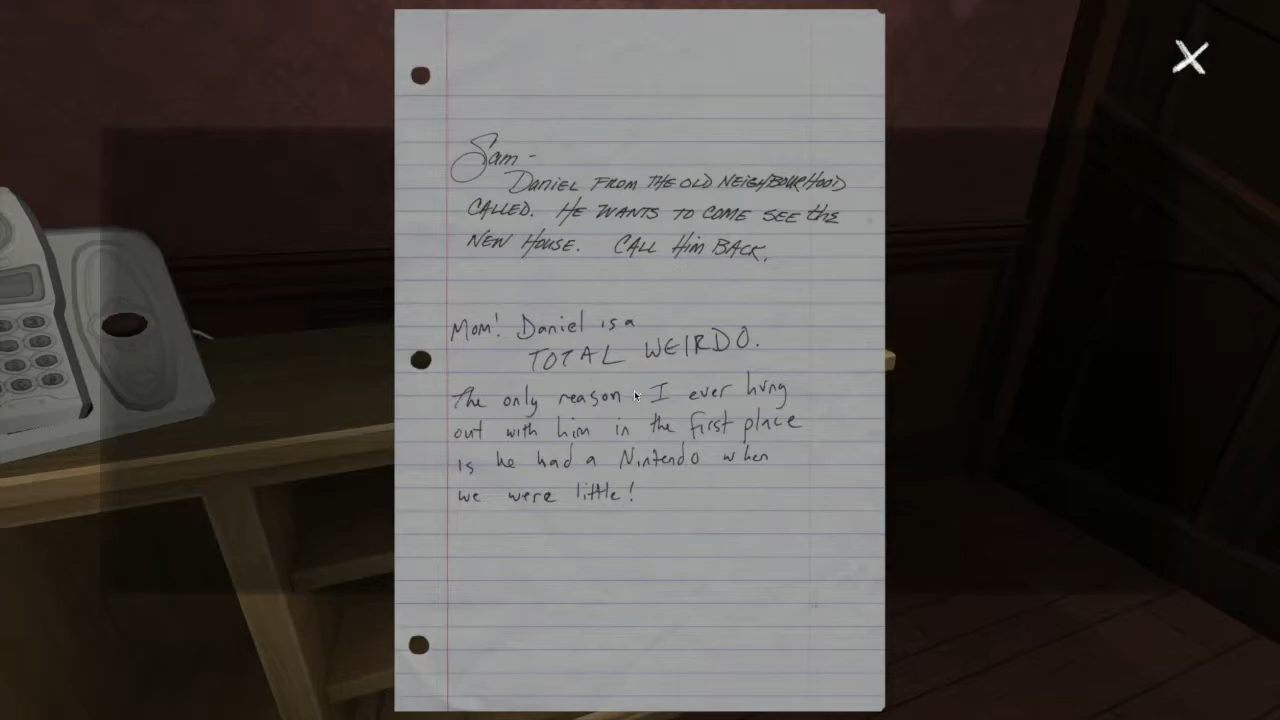 Sam-
Daniel FROM THE OLD NEIGHBOURHOOD
CALLED. HE WANTS TO COME SEE the
NEW HOUSE. CALL HiM BACK.
Mom! Daniel is a
TOTAL WEIRDO.
The only reason I ever hung
out with him in the first place
is he had a Nintendo when
we were little!